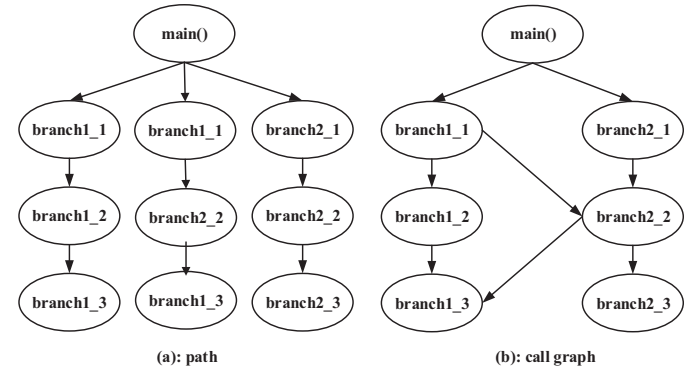 main()
main()
branch1_1
branch1_1
branch2_1
branch1_1
branch2_1
branch1_2
branch2_2
branch2_2
branch1_2
branch2_2
branch1_3
branch1_3
branch2_3
branch1_3
branch2_3
(a): path
(b): call graph